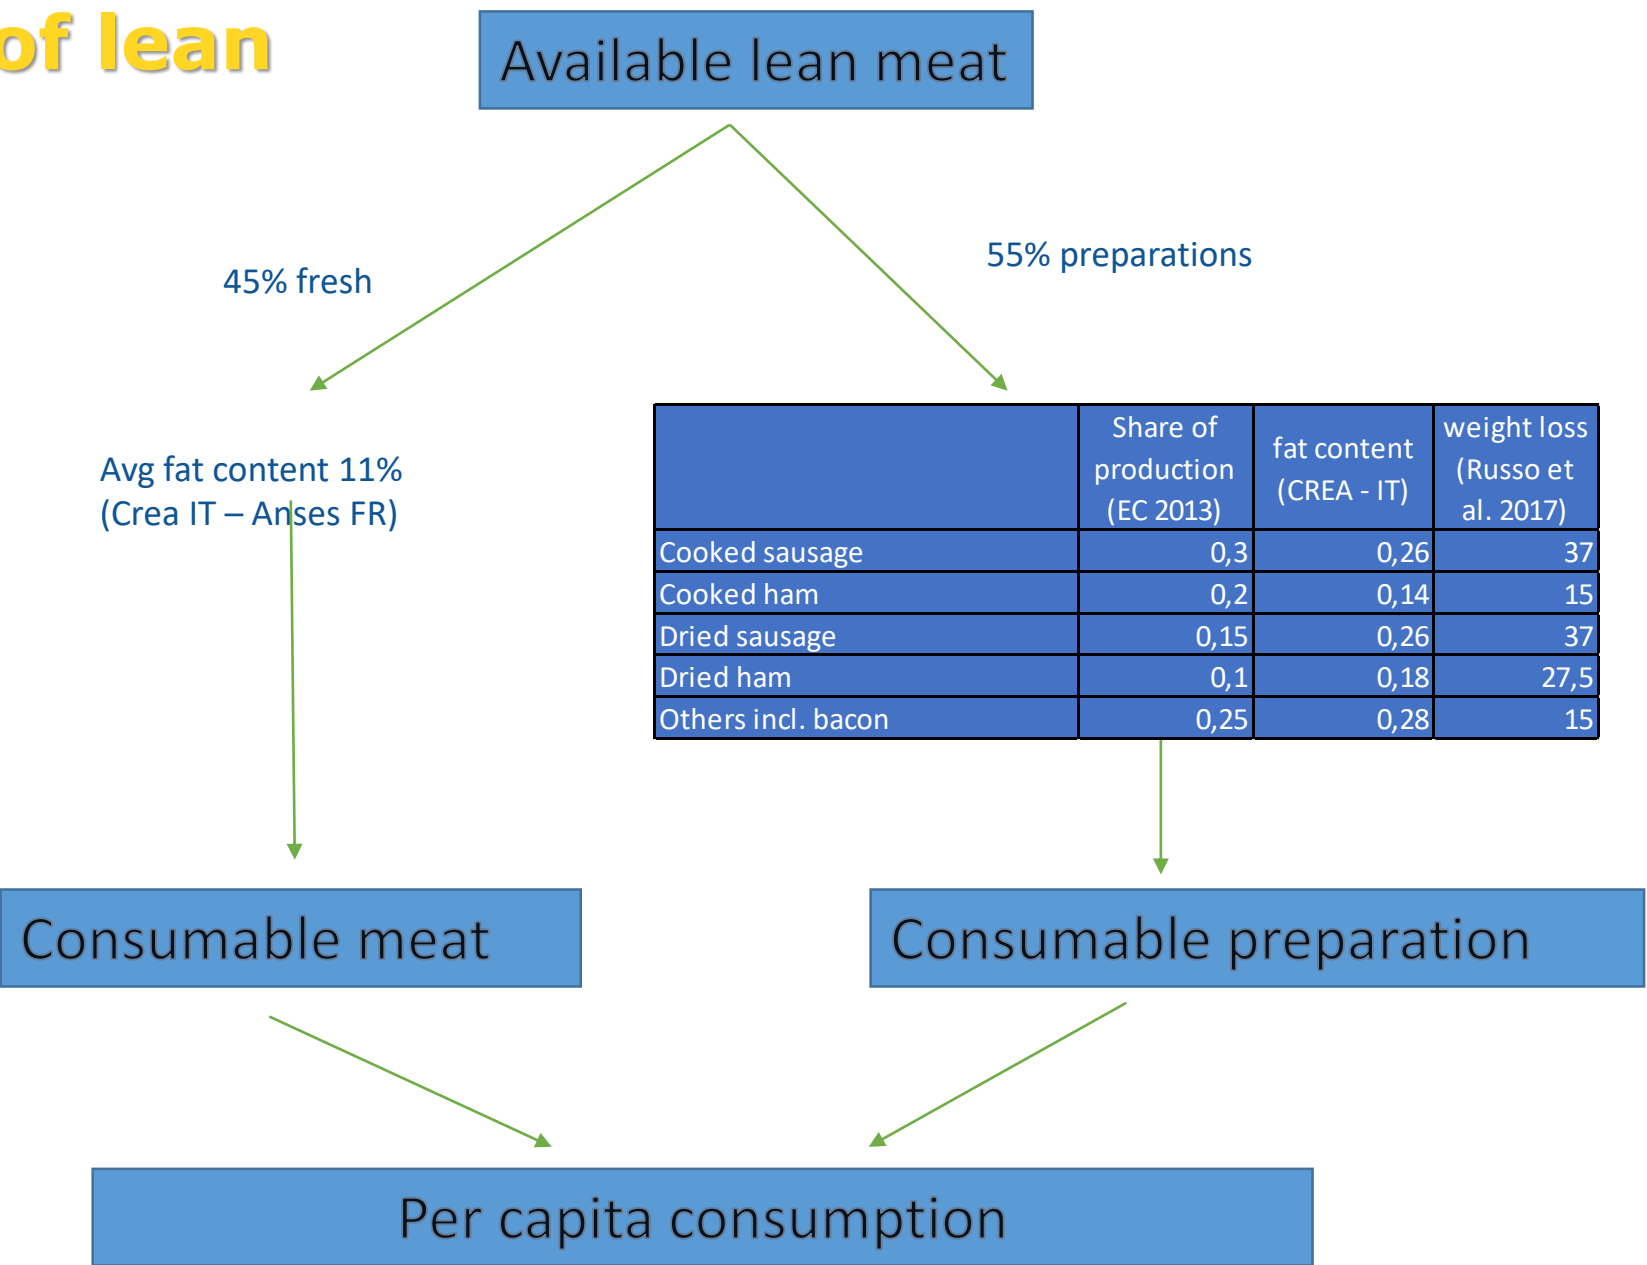 of lean
Available lean meat
45% fresh
55% preparations
Avg fat content 11%
(Crea IT – Anses FR)
Share of
production
(EC 2013)
fat content
(CREA - IT)
weight loss
(Russo et
al. 2017)
Cooked sausage 0,3 0,26 37
Cooked ham 0,2 0,14 15
Dried sausage 0,15 0,26 37
Dried ham 0,1 0,18 27,5
Others incl. bacon 0,25 0,28 15
Consumable meat
Consumable preparation
Per capita consumption